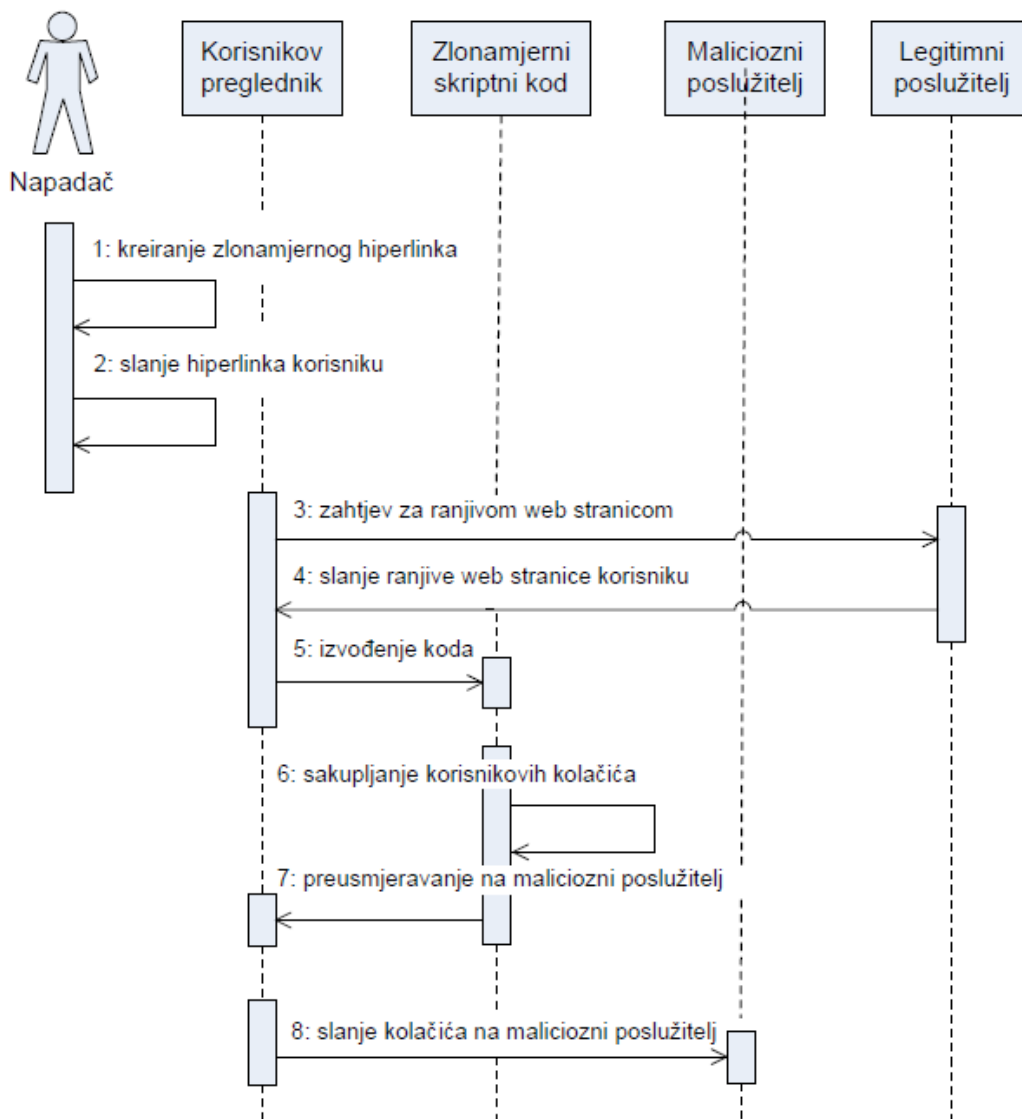 Korisnikov
preglednik
Zlonamjerni
skriptni kod
Maliciozni
poslužitelj
Legitimni
poslužitelj
Napadač
1: kreiranje zlonamjernog hiperlinka
2: slanje hiperlinka korisniku
3: zahtjev za ranjivom web stranicom
4: slanje ranjive web stranice korisniku
5: izvođenje koda
6: sakupljanje korisnikovih kolačića
7: preusmjeravanje na maliciozni poslužitelj
8: slanje kolačića na maliciozni poslužitelj